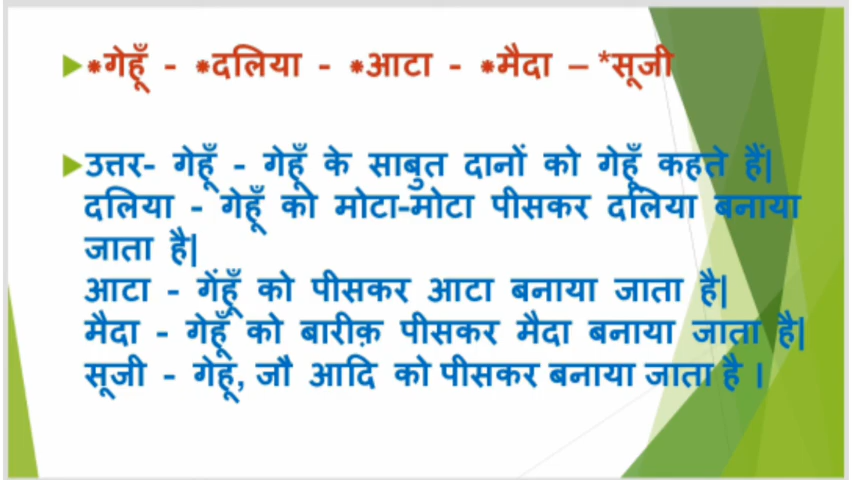 *गेहूँ - *दलिया - *आटा - *मैदा – *सूजी
उत्तर- गेहूँ - गेहूँ के साबुत दानों को गेहूँ कहते हैं|
दलिया - गेहूँ को मोटा-मोटा पीसकर दलिया बनाया
जाता है|
आटा - गेंहूँ को पीसकर आटा बनाया जाता है|
मैदा - गेहूँ को बारीक़ पीसकर मैदा बनाया जाता है|
सूजी - गेहूं, जौ आदि को पीसकर बनाया जाता है ।